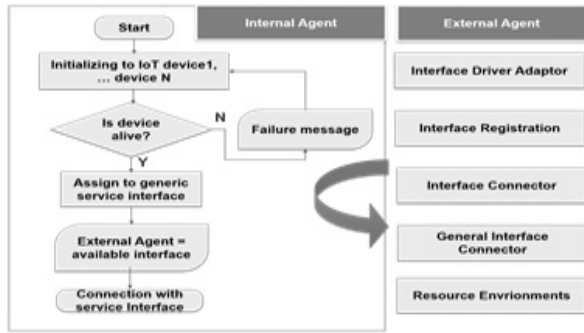 Internal Agent
External Agent
Start
Initializing to IoT device1,
... device N
Is device
alive?
N
Failure message
Y
Assign to generic
service interface
External Agent =
available interface
Connection with
service Interface
Interface Driver Adaptor
Interface Registration
Interface Connector
General Interface
Connector
Resource Envrionments